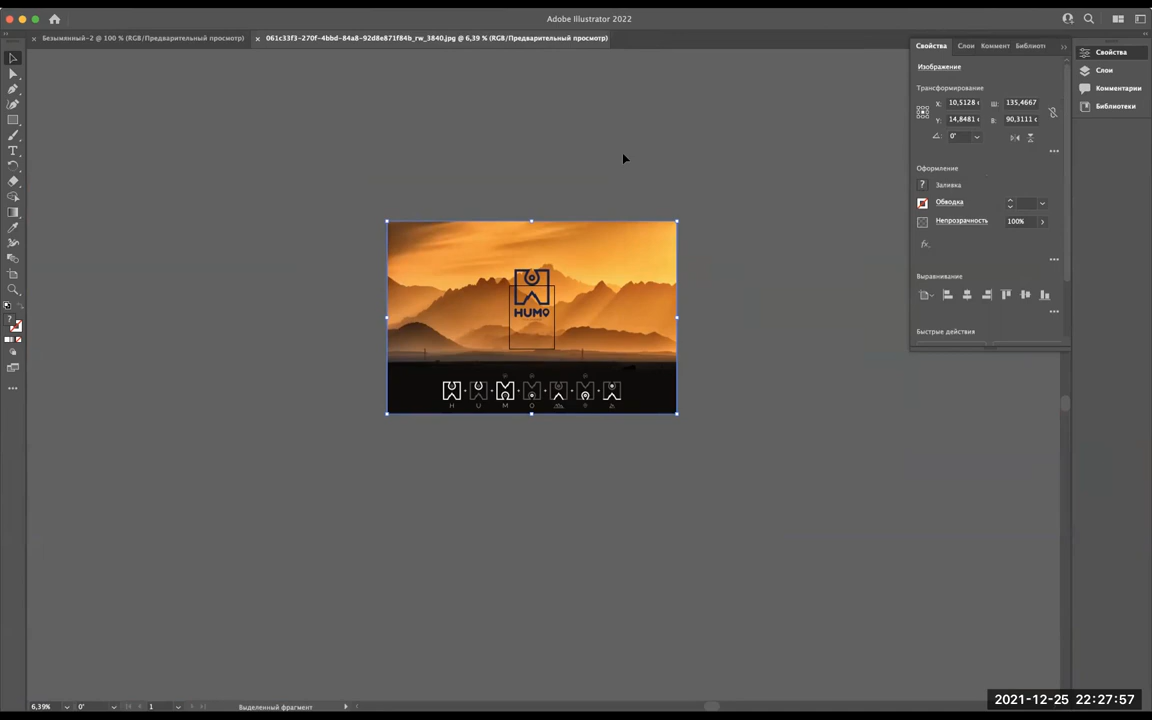 Adobe Illustrator 2022
× Безымянный-2 @ 100 % (RGB/Предварительный просмотр)
× 061c33f3-270f-4bbd-84a8-92d8e871f84b_rw_3840.jpg @ 6,39 % (RGB/Предварительный просмотр)
Свойства Слои Коммент Библиоте
Изображение
Трансформирование
X: 10,5128 Ш: 135,4667
Y: 14,8481 В: 90,3111
0°
Оформление
? Заливка
Обводка
Непрозрачность 100%
fx.
Выравнивание
Быстрые действия
Свойства
Слои
Комментарии
Библиотеки
HUMO
H U M O
6,39% 0° 1 Выделенный фрагмент
2021-12-25 22:27:57